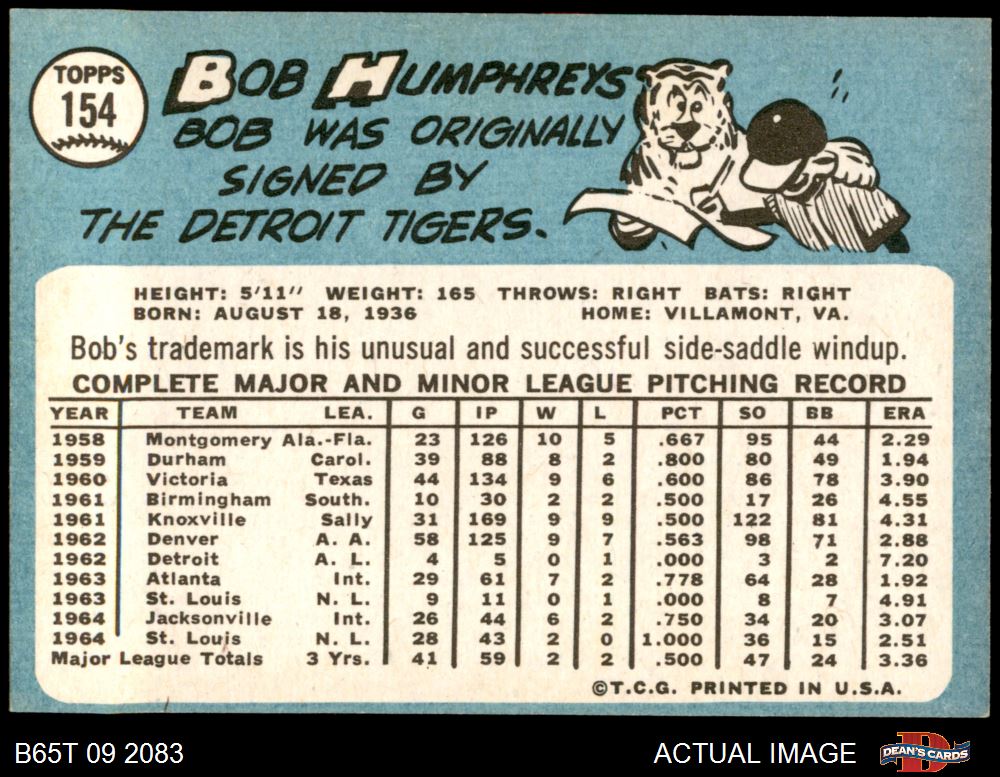 TOPPS
154
BOB HUMPHREYS
BOB WAS ORIGINALLY
SIGNED BY
THE DETROIT TIGERS.
HEIGHT: 5'11" WEIGHT: 165 THROWS: RIGHT BATS: RIGHT
BORN: AUGUST 18, 1936 HOME: VILLAMONT, VA.
Bob's trademark is his unusual and successful side-saddle windup.
COMPLETE MAJOR AND MINOR LEAGUE PITCHING RECORD
YEAR TEAM LEA. G IP W L PCT SO BB ERA
1958 Montgomery Ala.-Fla. 23 126 10 5 .667 95 44 2.29
1959 Durham Carol. 39 88 8 2 .800 80 49 1.94
1960 Victoria Texas 44 134 9 6 .600 86 78 3.90
1961 Birmingham South. 10 30 2 2 .500 17 26 4.55
1961 Knoxville Sally 31 169 9 9 .500 122 81 4.31
1962 Denver A. A. 58 125 9 7 .563 98 71 2.88
1962 Detroit A. L. 4 5 0 1 .000 3 2 7.20
1963 Atlanta Int. 29 61 7 2 .778 64 28 1.92
1963 St. Louis N. L. 9 11 0 1 .000 8 7 4.91
1964 Jacksonville Int. 26 44 6 2 .750 34 20 3.07
1964 St. Louis N. L. 28 43 2 0 1.000 36 15 2.51
Major League Totals 3 Yrs. 41 59 2 2 .500 47 24 3.36
©T.C.G. PRINTED IN U.S.A.
B65T 09 2083 ACTUAL IMAGE DEAN'S CARDS